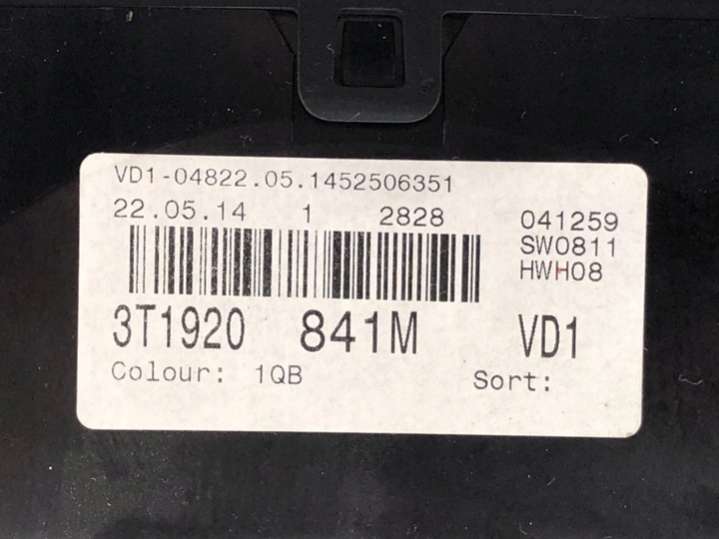 VD1-04822.05.1452506351
22.05.14 1 2828 041259
SW0811
HWH08
3T1920 841M VD1
Colour: 1QB Sort: